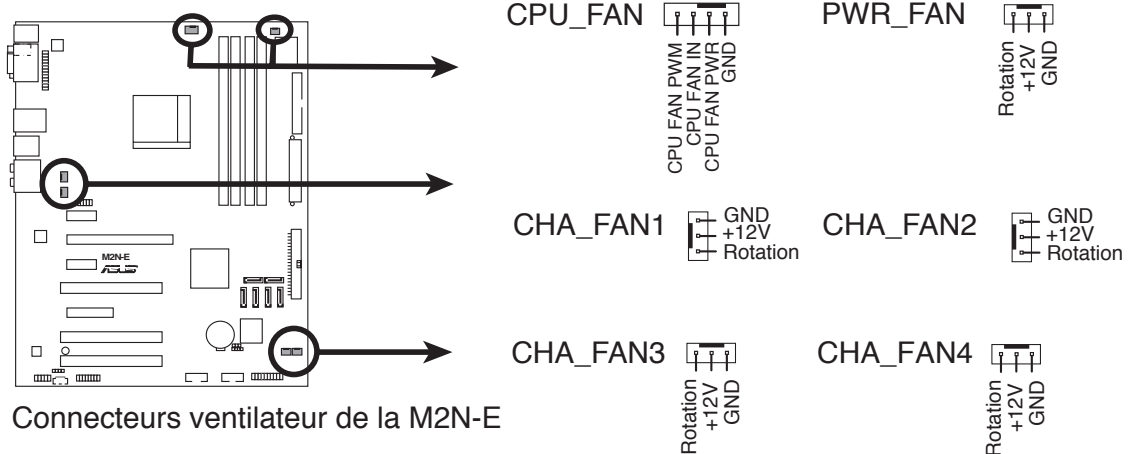 CPU_FAN
CPU FAN PWM
CPU FAN IN
CPU FAN PWR
GND
PWR_FAN
Rotation
+12V
GND
M2N-E
ASUS
CHA_FAN1
GND
+12V
Rotation
CHA_FAN2
GND
+12V
Rotation
CHA_FAN3
Rotation
+12V
GND
CHA_FAN4
Rotation
+12V
GND
Connecteurs ventilateur de la M2N-E